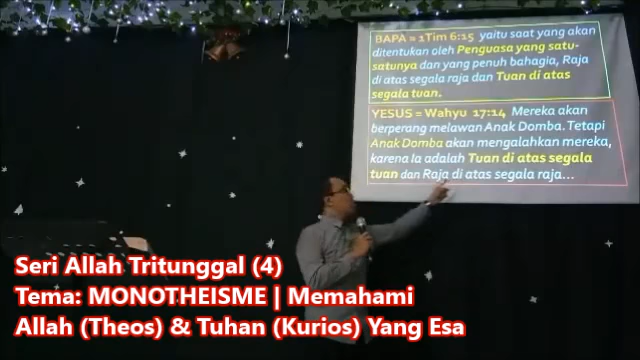 BAPA = 1Tim 6:15 yaitu saat yang akan
ditentukan oleh Penguasa yang satu-
satunya dan yang penuh bahagia, Raja
di atas segala raja dan Tuan di atas
segala tuan.
YESUS = Wahyu 17:14 Mereka akan
berperang melawan Anak Domba. Tetapi
Anak Domba akan mengalahkan mereka,
karena Ia adalah Tuan di atas segala
tuan dan Raja di atas segala raja...
Seri Allah Tritunggal (4)
Tema: MONOTHEISME | Memahami
Allah (Theos) & Tuhan (Kurios) Yang Esa